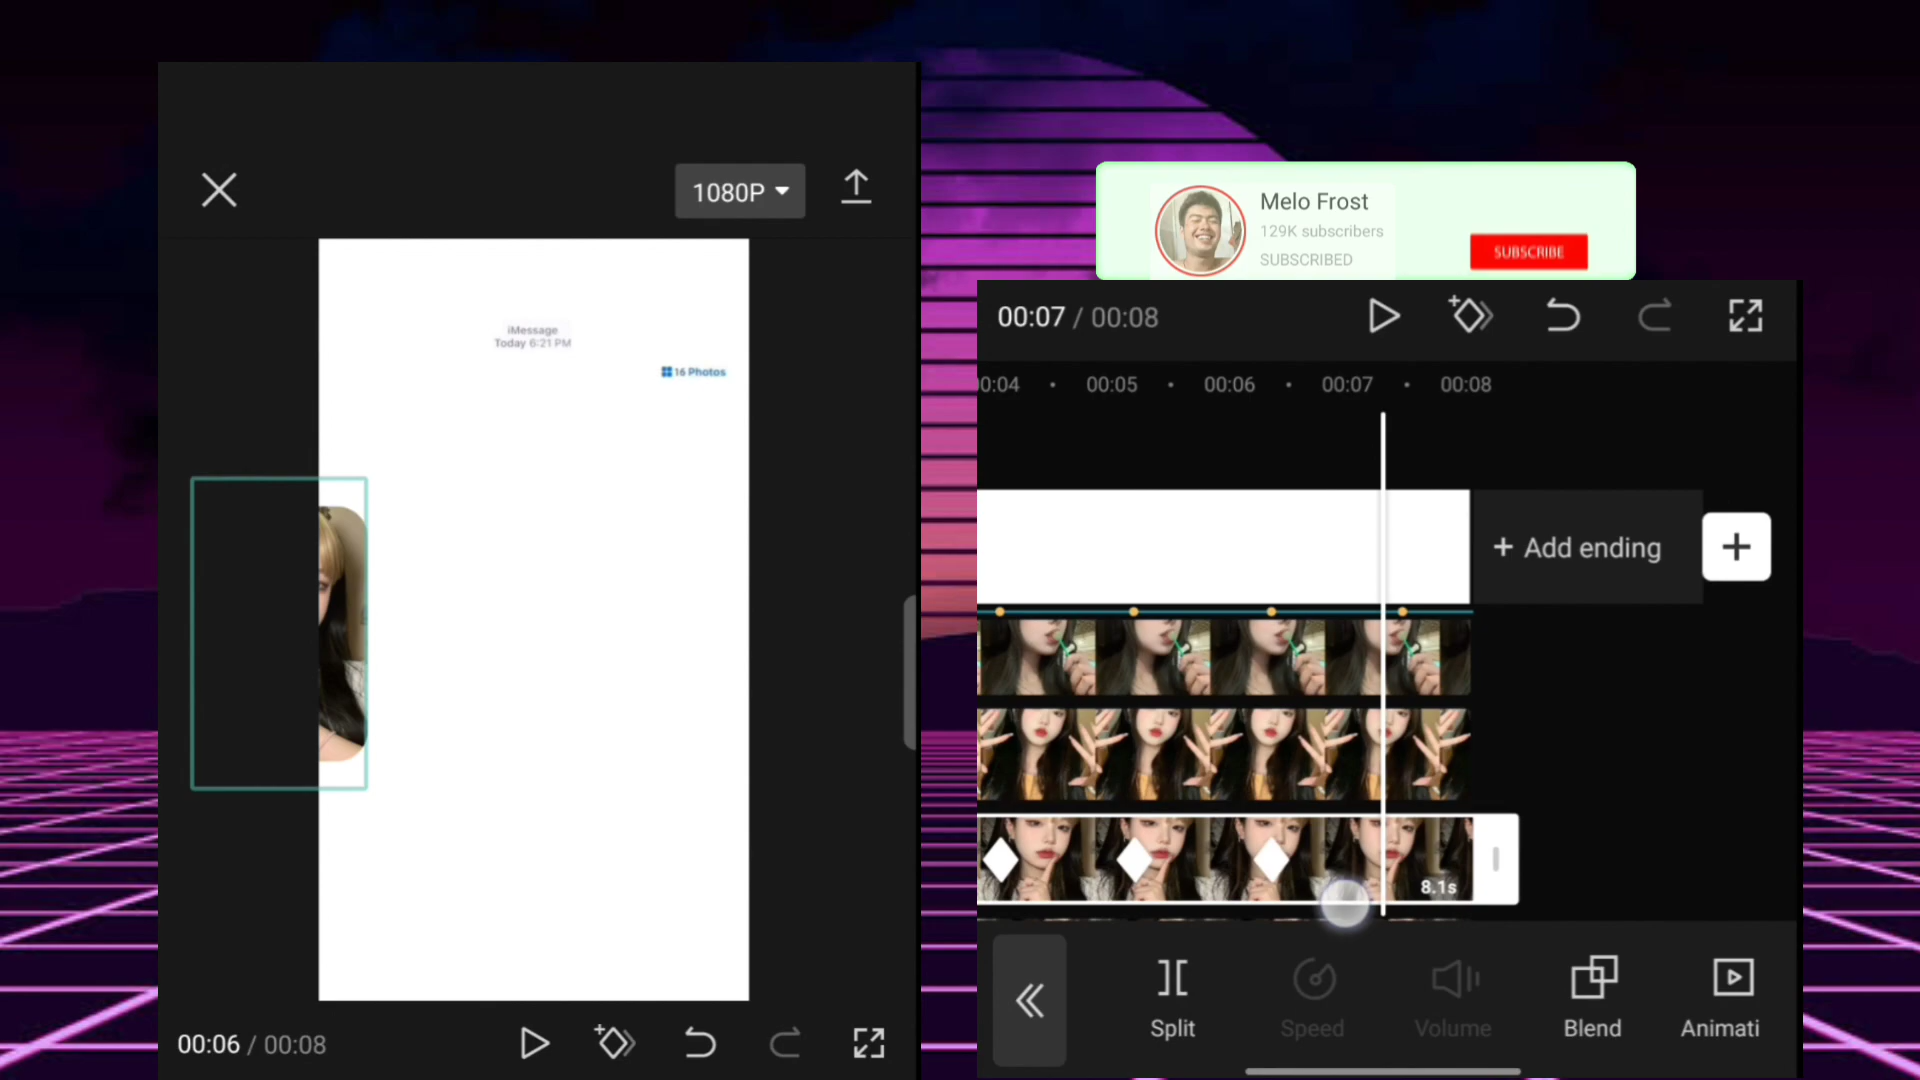 1080P
iMessage
Today 6:21 PM
16 Photos
00:06 / 00:08
Melo Frost
129K subscribers
SUBSCRIBED
SUBSCRIBE
00:07 / 00:08
0:04 · 00:05 · 00:06 · 00:07 · 00:08
+ Add ending
8.1s
Split
Speed
Volume
Blend
Animati